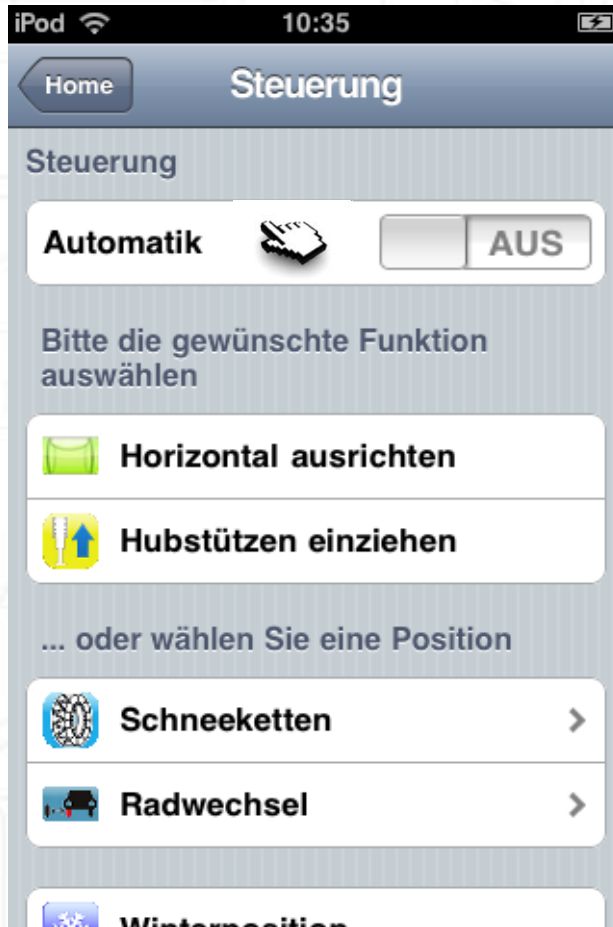 iPod 10:35
Home Steuerung
Steuerung
Automatik AUS
Bitte die gewünschte Funktion
auswählen
Horizontal ausrichten
Hubstützen einziehen
... oder wählen Sie eine Position
Schneeketten
Radwechsel
Winterposition